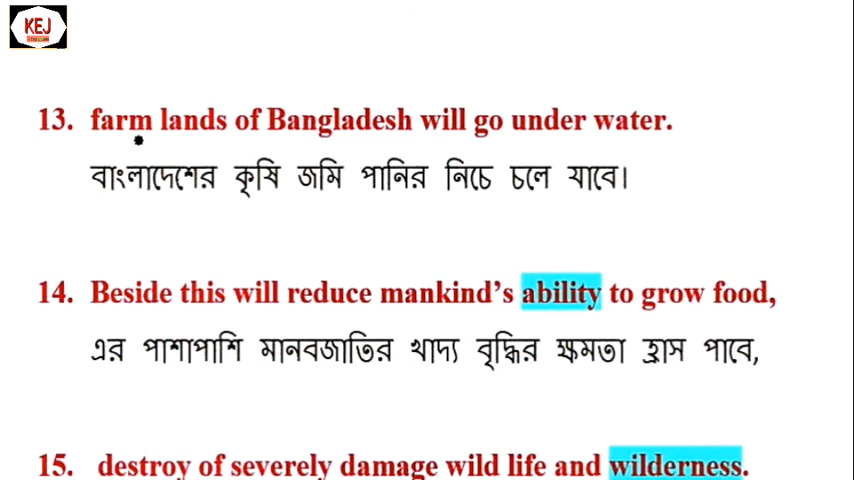 KEJ
13. farm lands of Bangladesh will go under water.
বাংলাদেশের কৃষি জমি পানির নিচে চলে যাবে।
14. Beside this will reduce mankind’s ability to grow food,
এর পাশাপাশি মানবজাতির খাদ্য বৃদ্ধির ক্ষমতা হ্রাস পাবে,
15. destroy of severely damage wild life and wilderness.